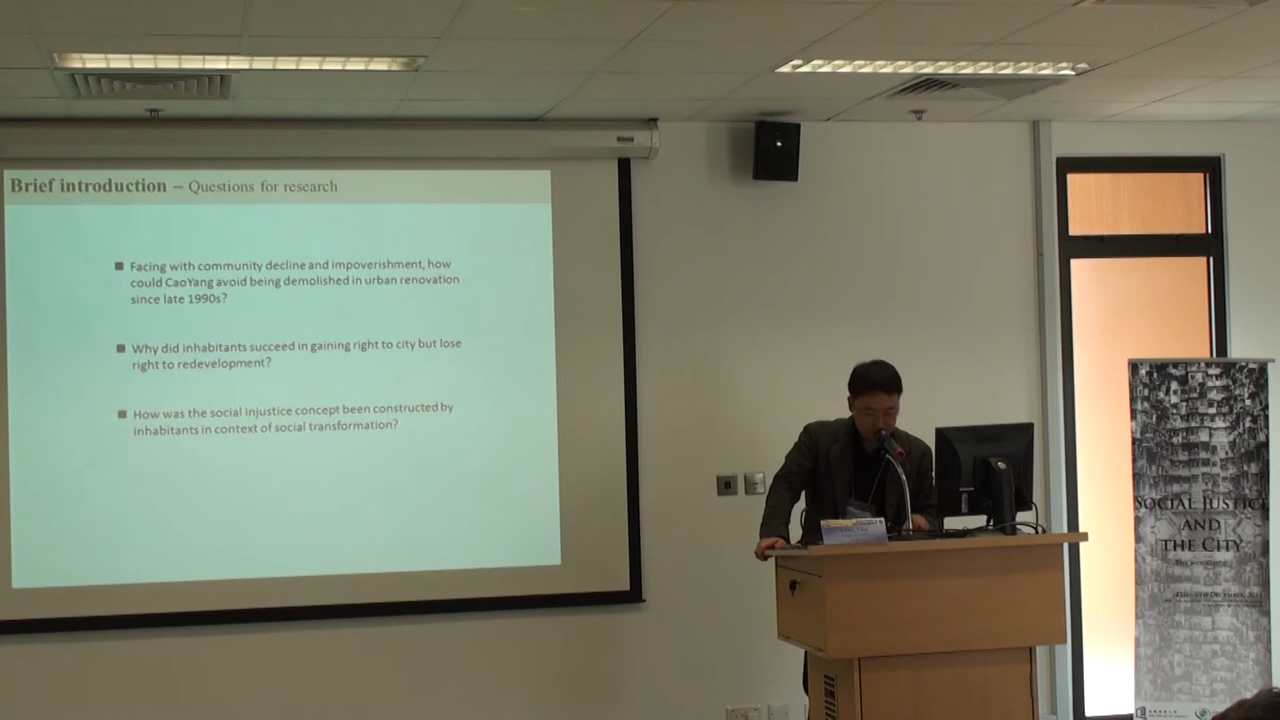 Brief introduction – Questions for research
Facing with community decline and impoverishment, how
could CaoYang avoid being demolished in urban renovation
since late 1990s?
Why did inhabitants succeed in gaining right to city but lose
right to redevelopment?
How was the social injustice concept been constructed by
inhabitants in context of social transformation?
SOCIAL JUSTICE
AND
THE CITY